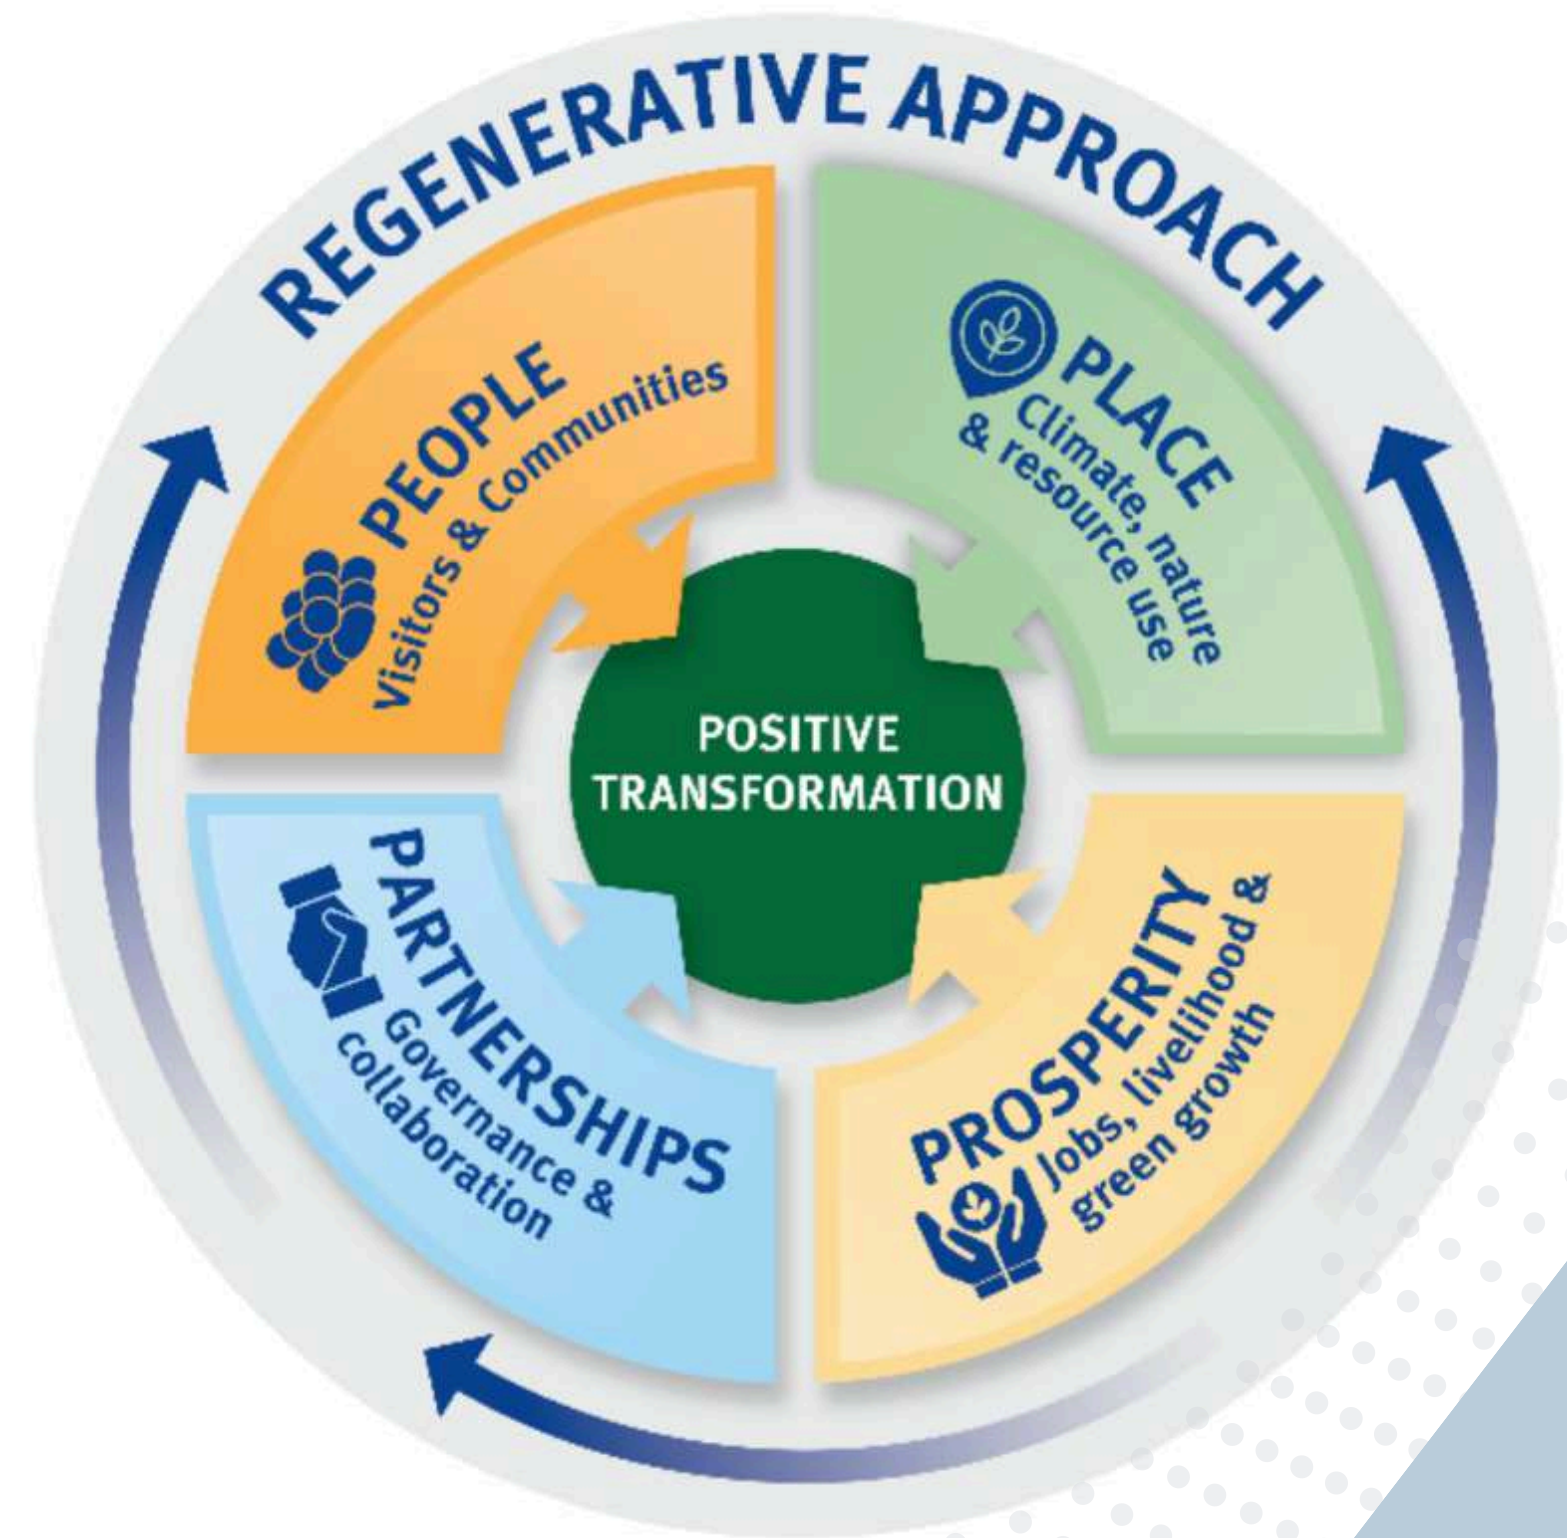 REGENERATIVE APPROACH
PEOPLE
Visitors & Communities
PLACE
Climate, nature
& resource use
POSITIVE
TRANSFORMATION
PARTNERSHIPS
Governance &
collaboration
PROSPERITY
Jobs, livelihood &
green growth